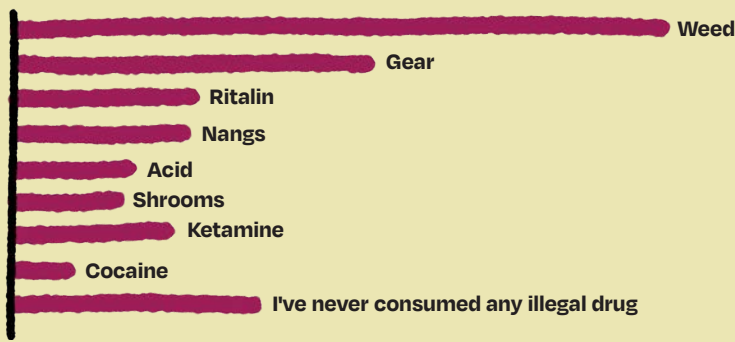 Weed
Gear
Ritalin
Nangs
Acid
Shrooms
Ketamine
Cocaine
I've never consumed any illegal drug